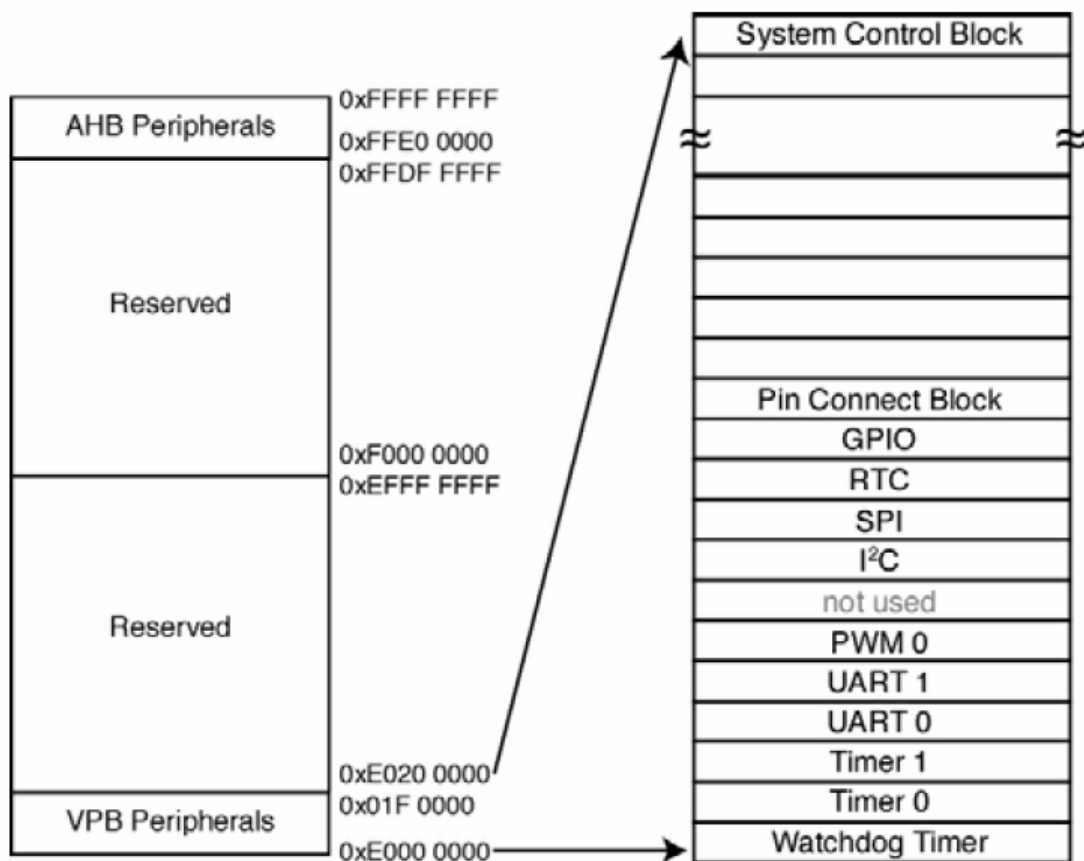 AHB Peripherals
0xFFFF FFFF
0xFFE0 0000
0xFFDF FFFF
Reserved
0xF000 0000
0xEFFF FFFF
Reserved
0xE020 0000
0x01F 0000
VPB Peripherals
0xE000 0000
System Control Block
Pin Connect Block
GPIO
RTC
SPI
I²C
not used
PWM 0
UART 1
UART 0
Timer 1
Timer 0
Watchdog Timer